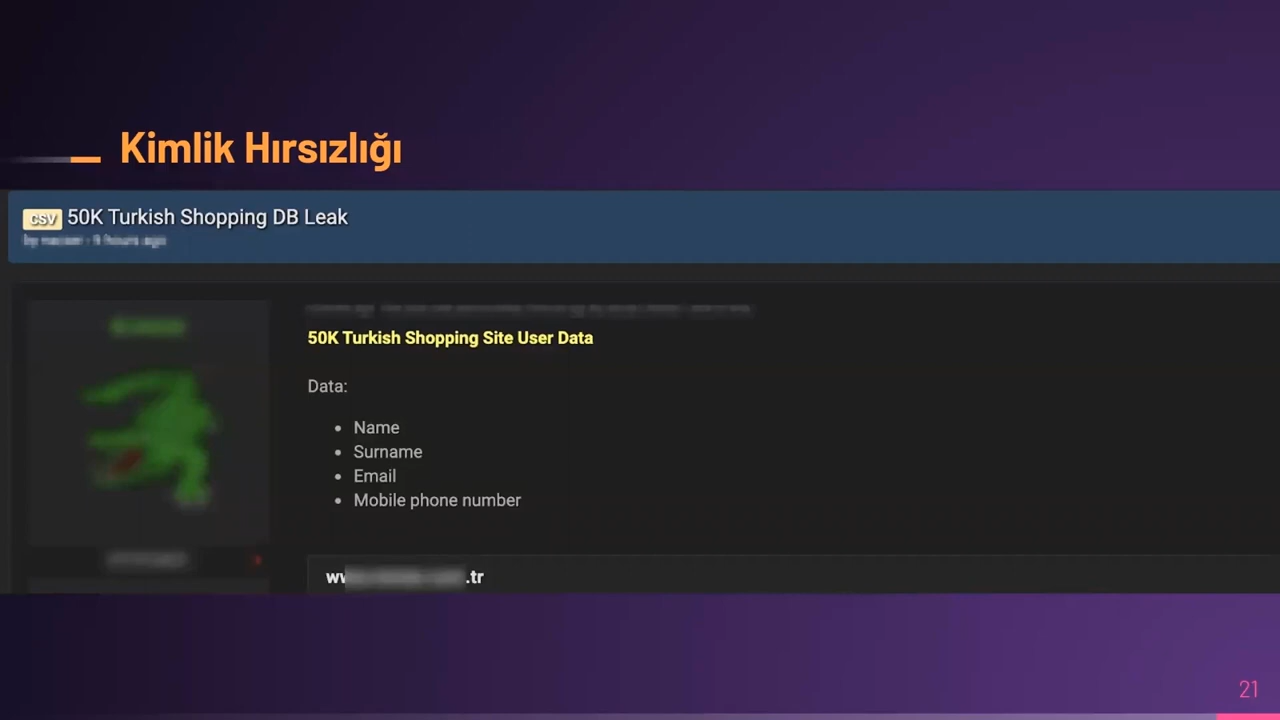 Kimlik Hırsızlığı
CSV 50K Turkish Shopping DB Leak
50K Turkish Shopping Site User Data
Data:
Name
Surname
Email
Mobile phone number
.tr
21